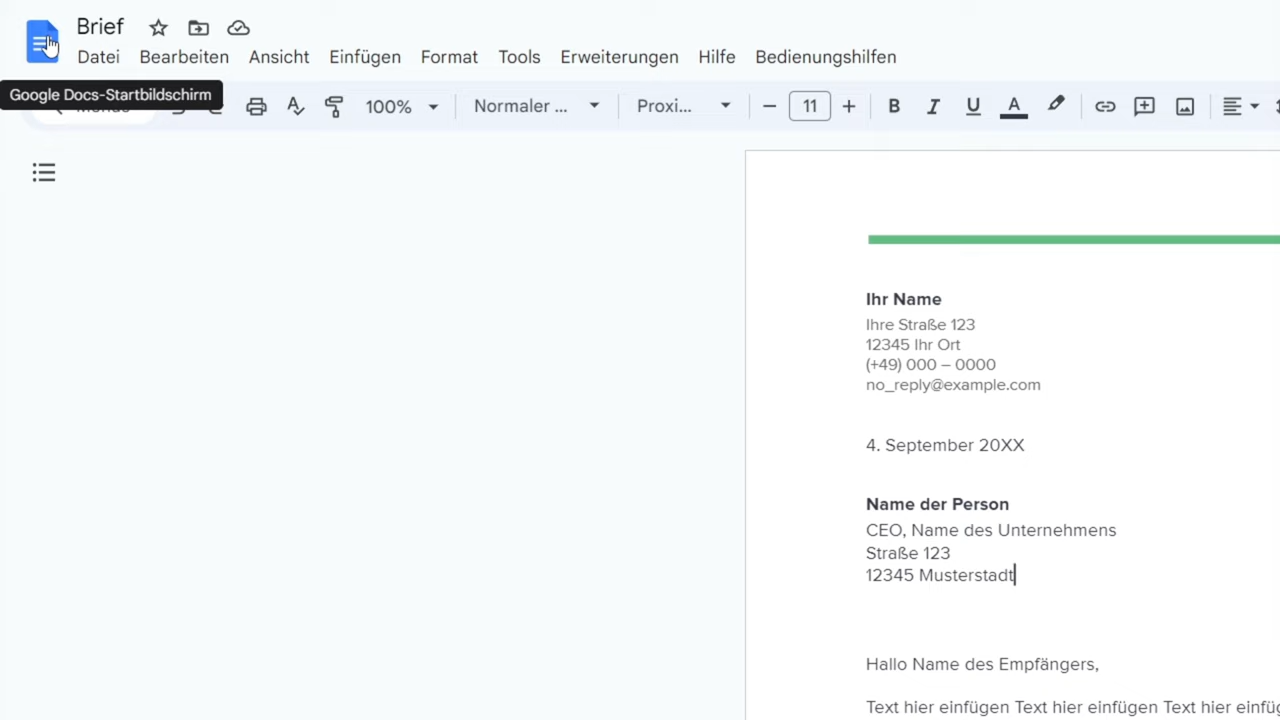 Brief
Datei Bearbeiten Ansicht Einfügen Format Tools Erweiterungen Hilfe Bedienungshilfen
Google Docs-Startbildschirm
100% Normaler ... Proxi... 11 B I U A
Ihr Name
Ihre Straße 123
12345 Ihr Ort
(+49) 000 – 0000
no_reply@example.com
4. September 20XX
Name der Person
CEO, Name des Unternehmens
Straße 123
12345 Musterstadt
Hallo Name des Empfängers,
Text hier einfügen Text hier einfügen Text hier